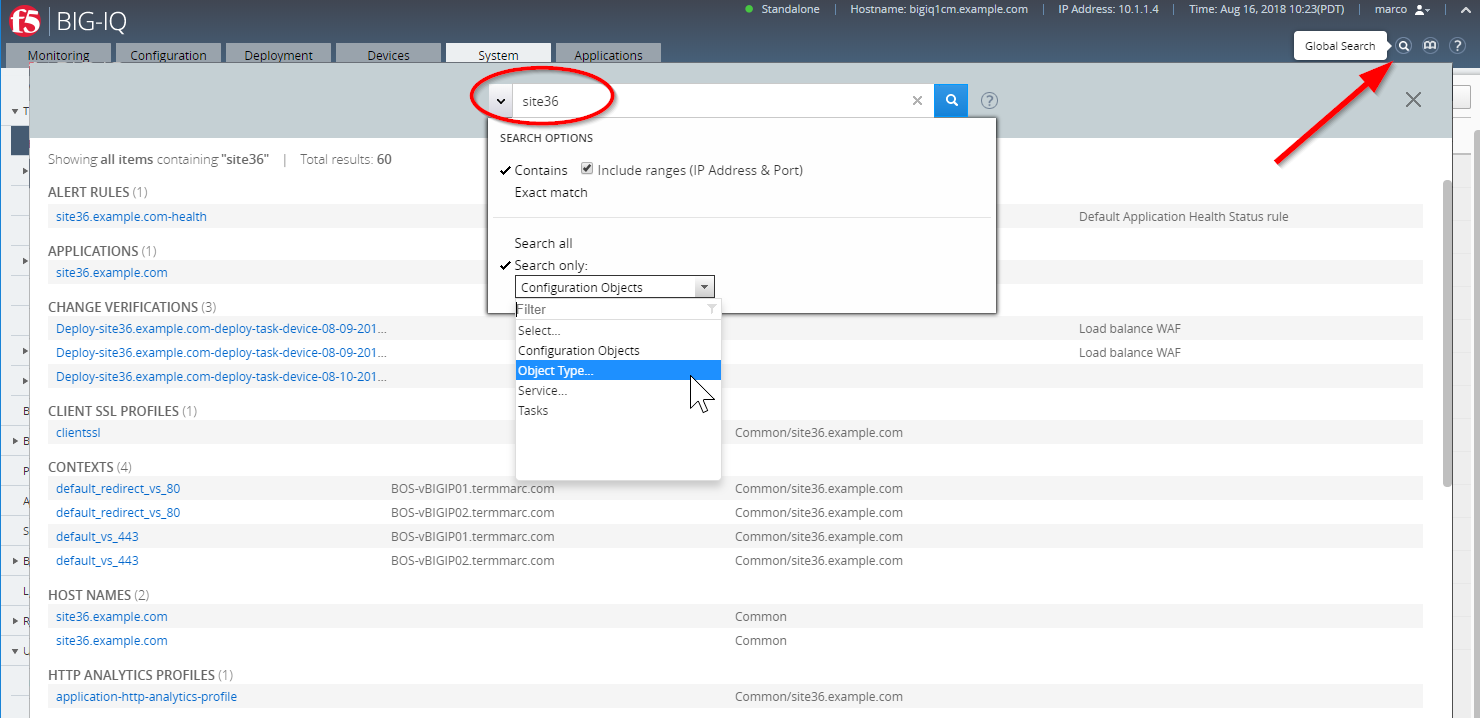 f5 BIG-IQ
Standalone | Hostname: bigiq1cm.example.com | IP Address: 10.1.1.4 | Time: Aug 16, 2018 10:23(PDT) | marco
Monitoring Configuration Deployment Devices System Applications
Global Search
site36
T
SEARCH OPTIONS
Showing all items containing "site36" | Total results: 60
Contains Include ranges (IP Address & Port)
Exact match
ALERT RULES (1)
site36.example.com-health Default Application Health Status rule
Search all
APPLICATIONS (1)
Search only:
site36.example.com
Configuration Objects
CHANGE VERIFICATIONS (3)
Filter
Deploy-site36.example.com-deploy-task-device-08-09-201... Load balance WAF
Select...
Deploy-site36.example.com-deploy-task-device-08-09-201... Load balance WAF
Configuration Objects
Object Type...
Deploy-site36.example.com-deploy-task-device-08-10-201...
Service...
Tasks
CLIENT SSL PROFILES (1)
B
clientssl Common/site36.example.com
B
CONTEXTS (4)
P
default_redirect_vs_80 BOS-vBIGIP01.termmarc.com Common/site36.example.com
A
default_redirect_vs_80 BOS-vBIGIP02.termmarc.com Common/site36.example.com
S
default_vs_443 BOS-vBIGIP01.termmarc.com Common/site36.example.com
B
default_vs_443 BOS-vBIGIP02.termmarc.com Common/site36.example.com
L
HOST NAMES (2)
R
site36.example.com Common
site36.example.com Common
U
HTTP ANALYTICS PROFILES (1)
application-http-analytics-profile Common/site36.example.com